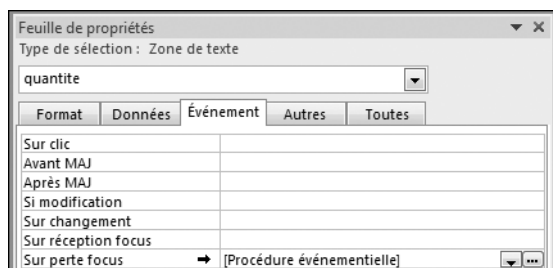 Feuille de propriétés
Type de sélection : Zone de texte
quantite
Format Données Événement Autres Toutes
Sur clic
Avant MAJ
Après MAJ
Si modification
Sur changement
Sur réception focus
Sur perte focus [Procédure événementielle]